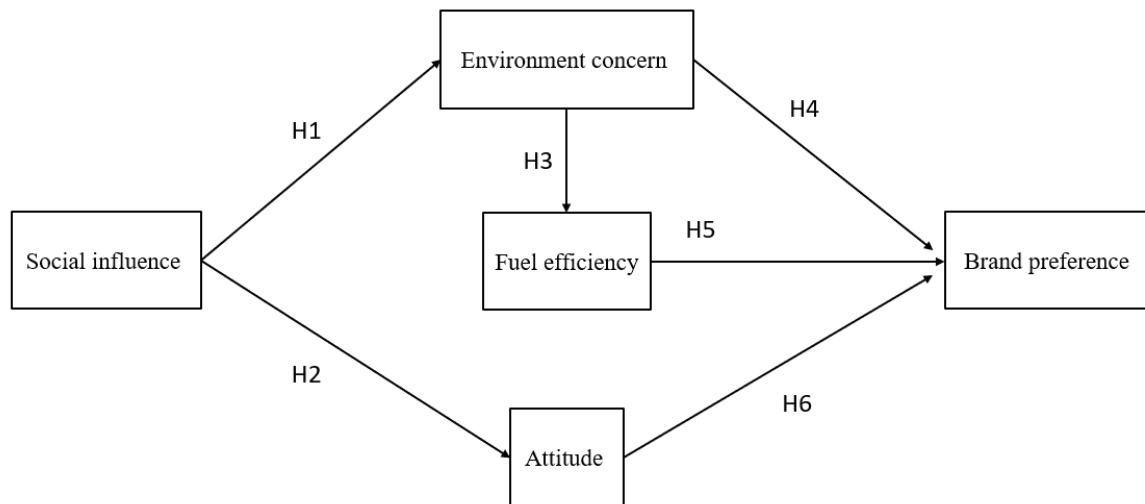 Environment concern
H1
H4
H3
Social influence
Fuel efficiency
H5
Brand preference
H2
H6
Attitude